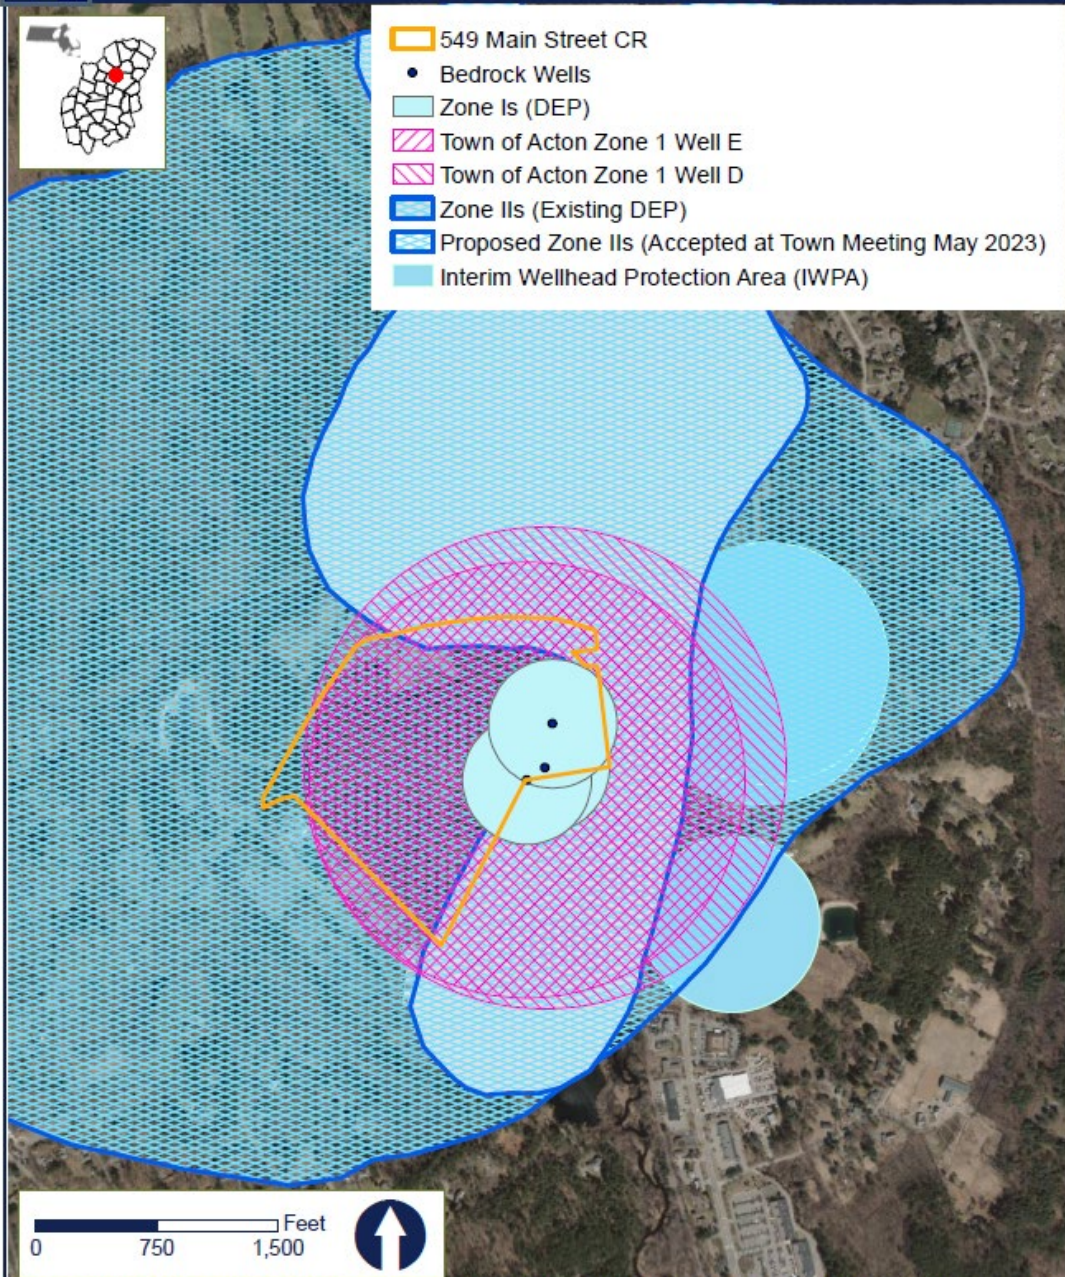 549 Main Street CR
Bedrock Wells
Zone Is (DEP)
Town of Acton Zone 1 Well E
Town of Acton Zone 1 Well D
Zone IIs (Existing DEP)
Proposed Zone IIs (Accepted at Town Meeting May 2023)
Interim Wellhead Protection Area (IWPA)
Feet
0 750 1,500